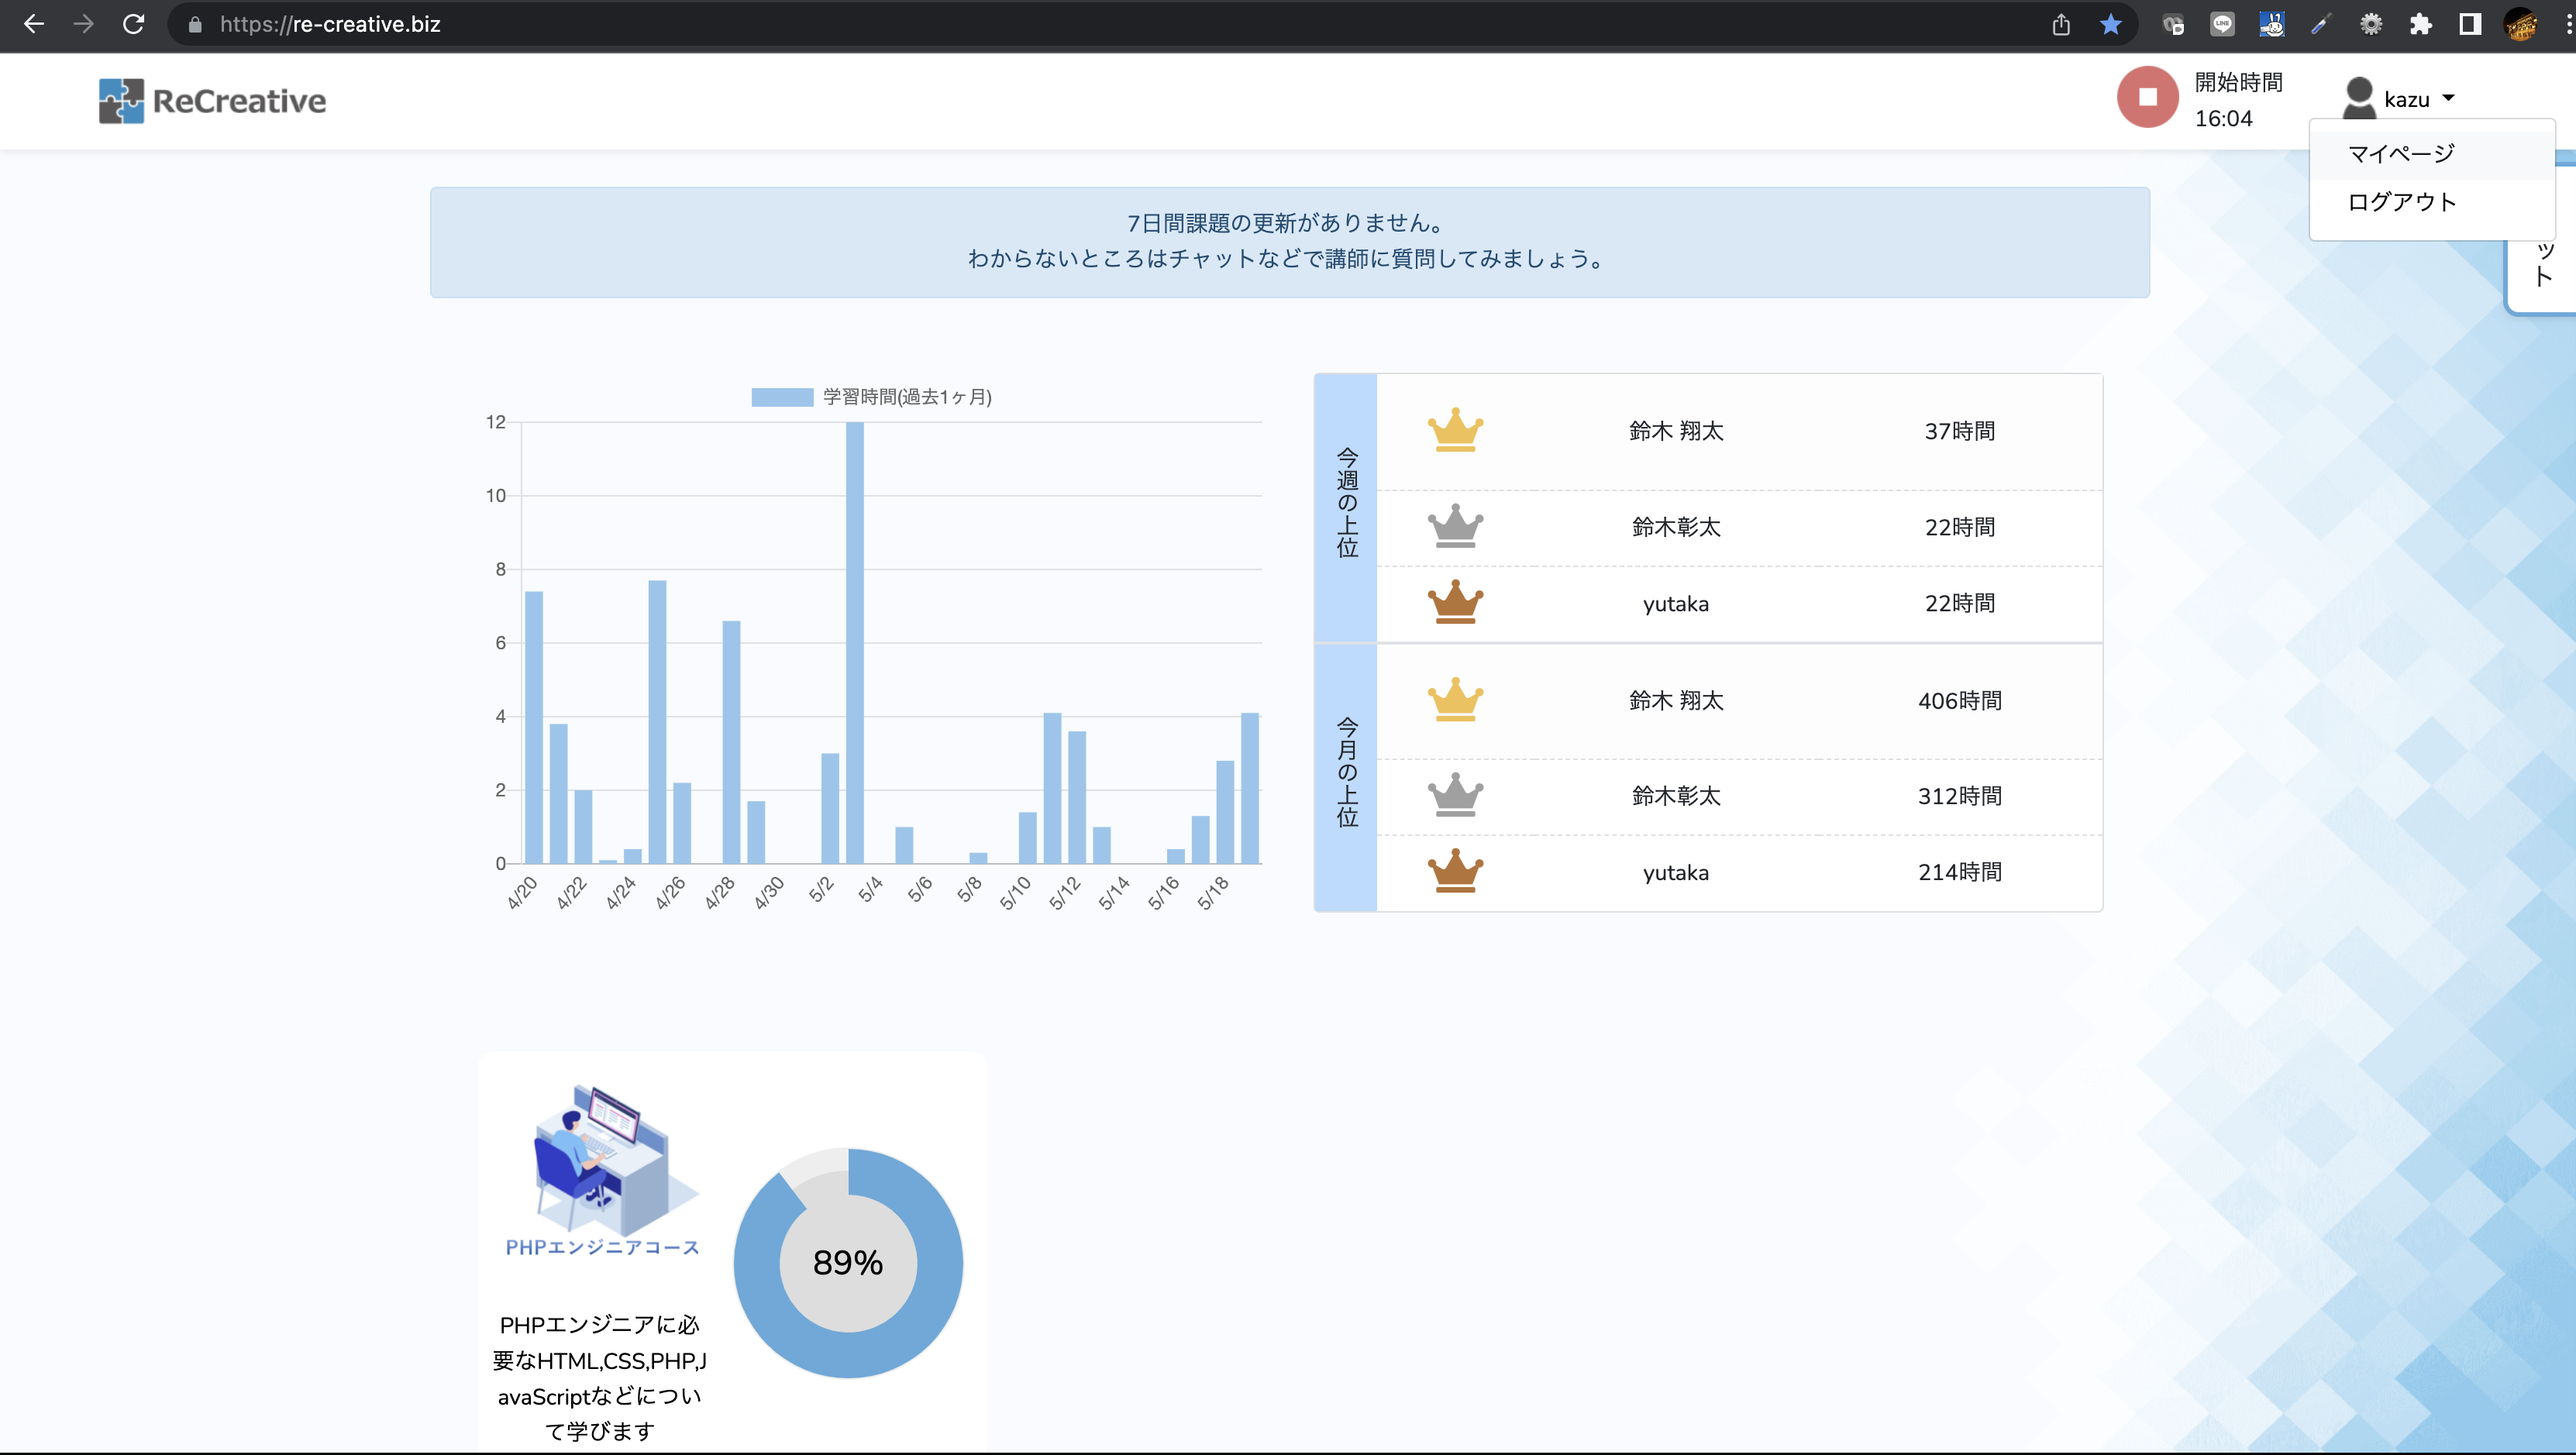 https://re-creative.biz
ReCreative
開始時間
16:04
kazu
マイページ
ログアウト
ット
7日間課題の更新がありません。
わからないところはチャットなどで講師に質問してみましょう。
学習時間(過去1ヶ月)
12
10
8
6
4
2
0
4/20
4/22
4/24
4/26
4/28
4/30
5/2
5/4
5/6
5/8
5/10
5/12
5/14
5/16
5/18
今週の上位
鈴木 翔太 37時間
鈴木彰太 22時間
yutaka 22時間
今月の上位
鈴木 翔太 406時間
鈴木彰太 312時間
yutaka 214時間
PHPエンジニアコース
89%
PHPエンジニアに必
要なHTML,CSS,PHP,J
avaScriptなどについ
て学びます